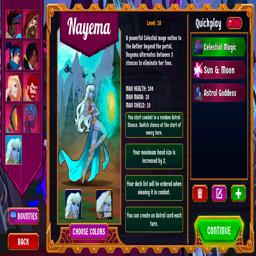 Nayema
Level: 10
A powerful Celestial mage native
to the Aether beyond the portal,
Nayema alternates between 3
stances to eliminate her foes.
MAX HEALTH: 104
MAX MANA: 10
MAX SHIELD: 10
You start combat in a random Astral
Stance. Switch stance at the start of
every turn.
Your maximum hand size is
increased by 2.
Your deck list will be ordered
when viewing it in combat.
You can create an Astral card each
turn.
CHOOSE COLORS
Quickplay
Celestial Magic
Sun & Moon
Astral Goddess
CONTINUE
BOUNTIES
BACK